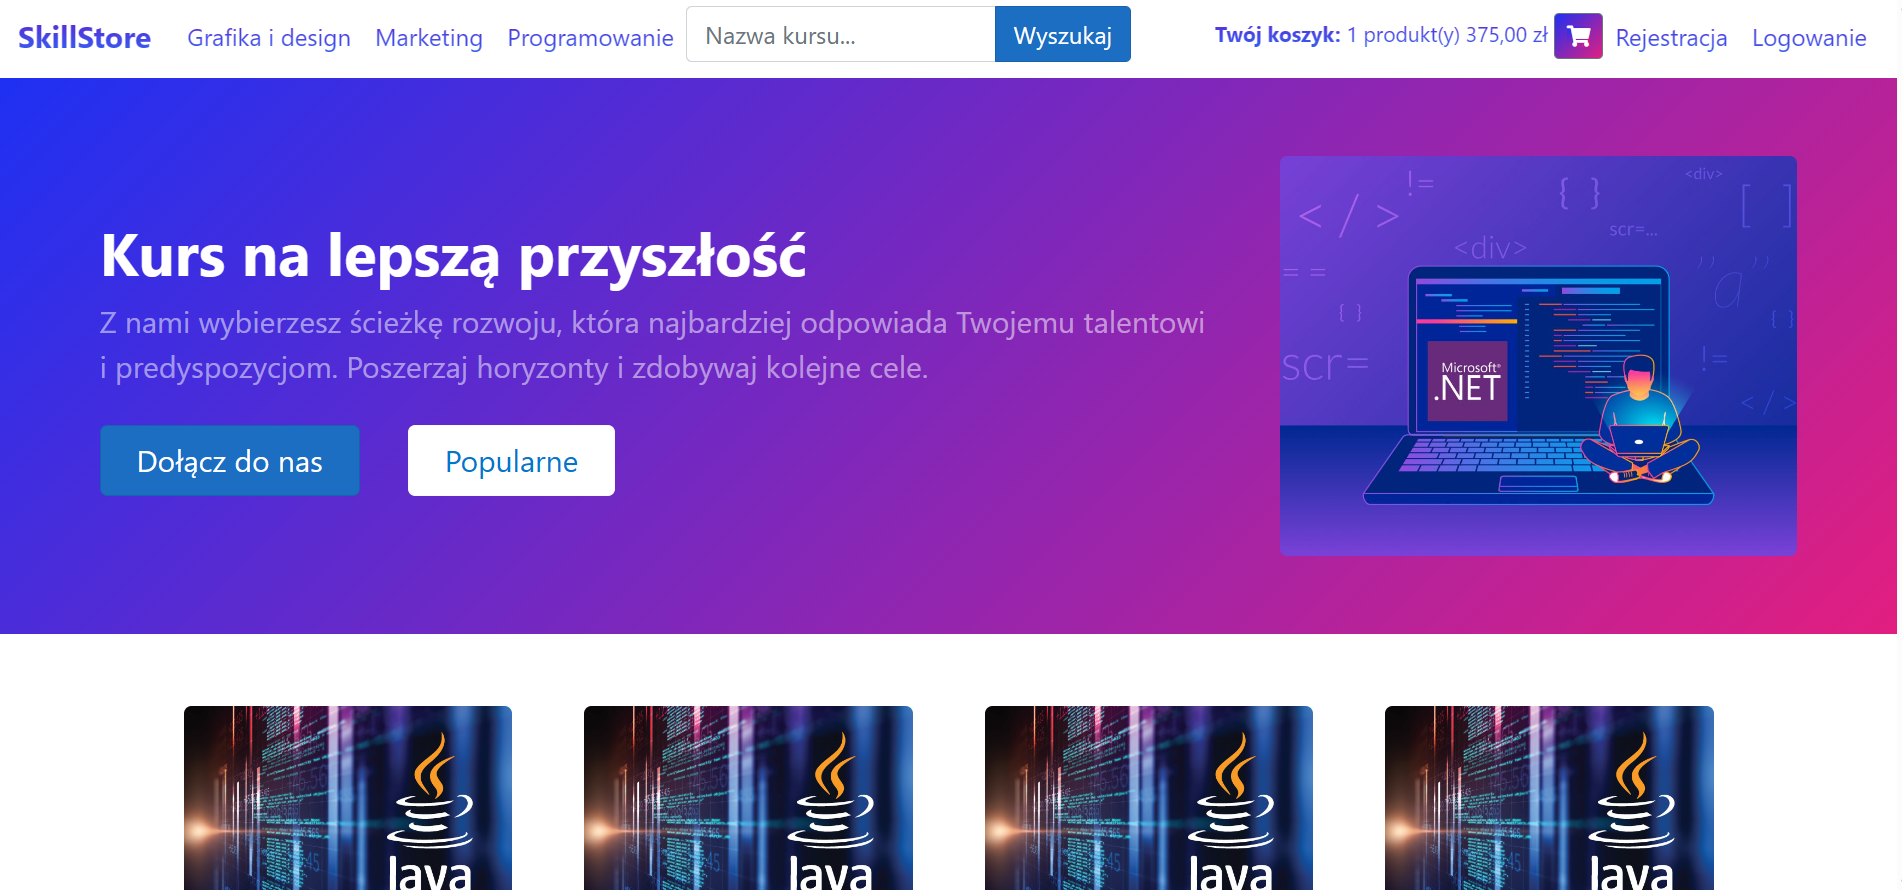 SkillStore
Grafika i design
Marketing
Programowanie
Nazwa kursu...
Wyszukaj
Twój koszyk: 1 produkt(y) 375,00 zł
Rejestracja
Logowanie
Kurs na lepszą przyszłość
Z nami wybierzesz ścieżkę rozwoju, która najbardziej odpowiada Twojemu talentowi
i predyspozycjom. Poszerzaj horyzonty i zdobywaj kolejne cele.
Dołącz do nas
Popularne
</ >
!=
{ }
<div>
[ ]
scr=...
<div>
= =
{ }
{ }
scr=
!=
</>
Microsoft®
.NET
Java
Java
Java
Java